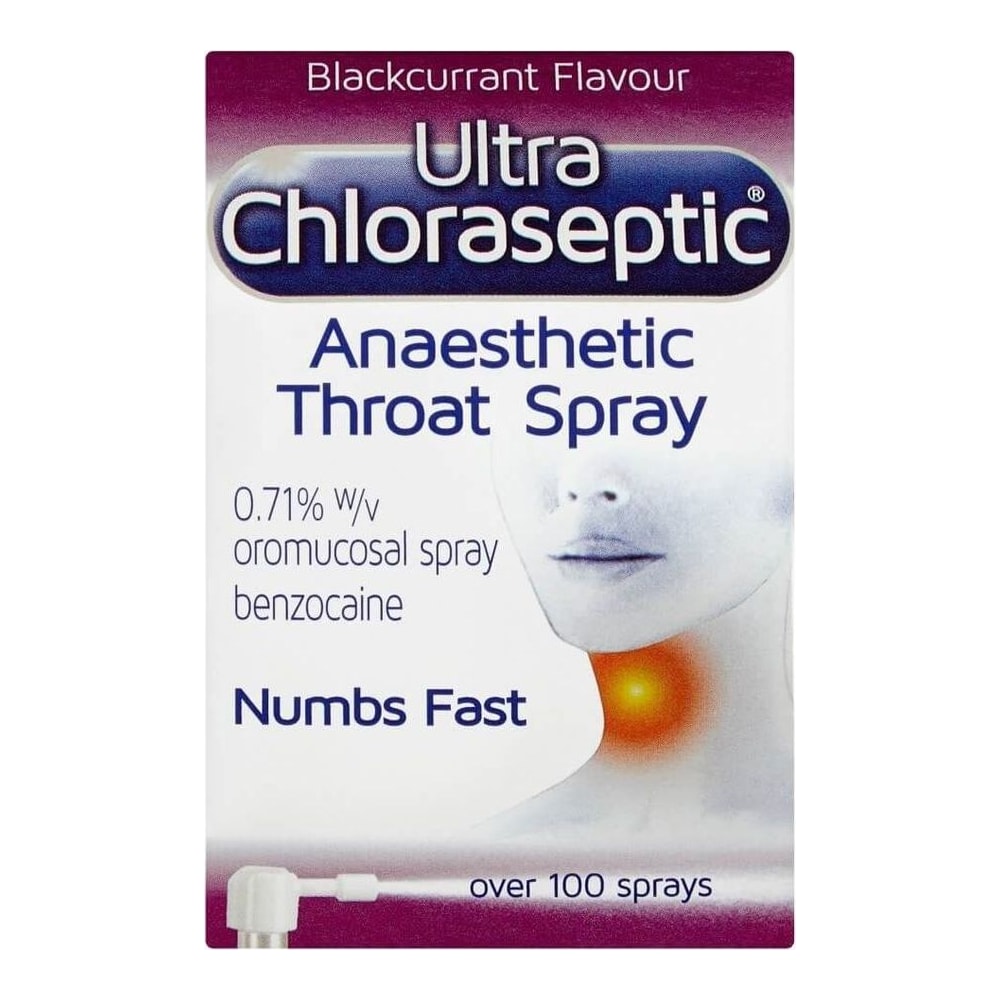 Blackcurrant Flavour
Ultra
Chloraseptic®
Anaesthetic
Throat Spray
0.71% w/v
oromucosal spray
benzocaine
Numbs Fast
over 100 sprays